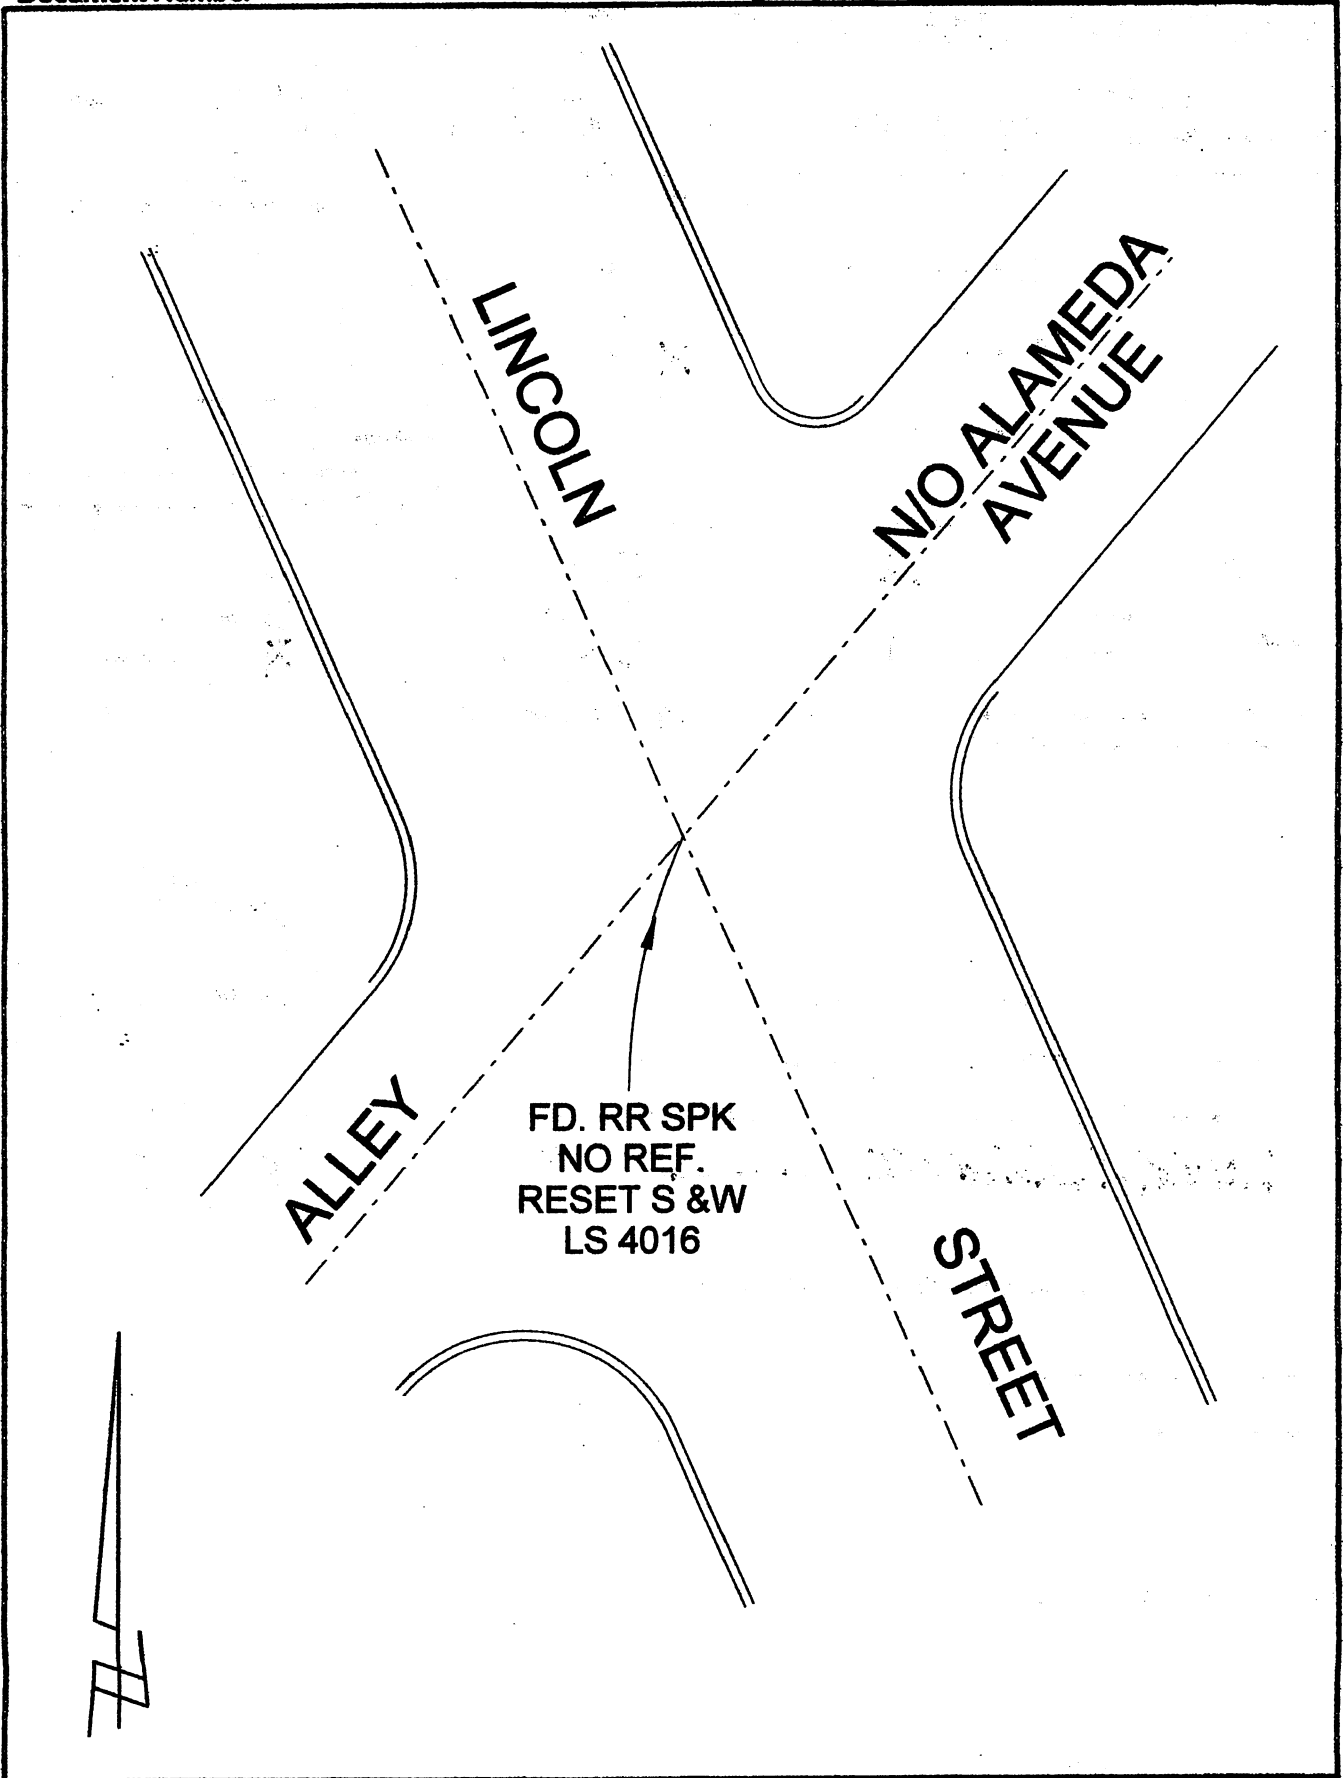 LINCOLN
N/O ALAMEDA
AVENUE
ALLEY
FD. RR SPK
NO REF.
RESET S &W
LS 4016
STREET